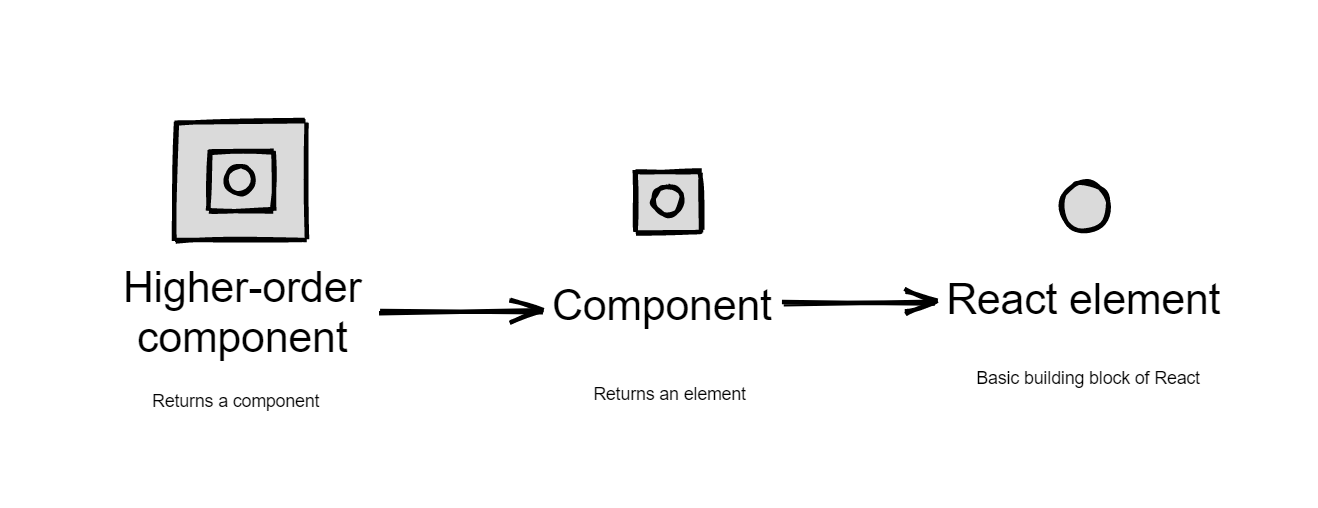 Higher-order
component
Returns a component
Component
Returns an element
React element
Basic building block of React